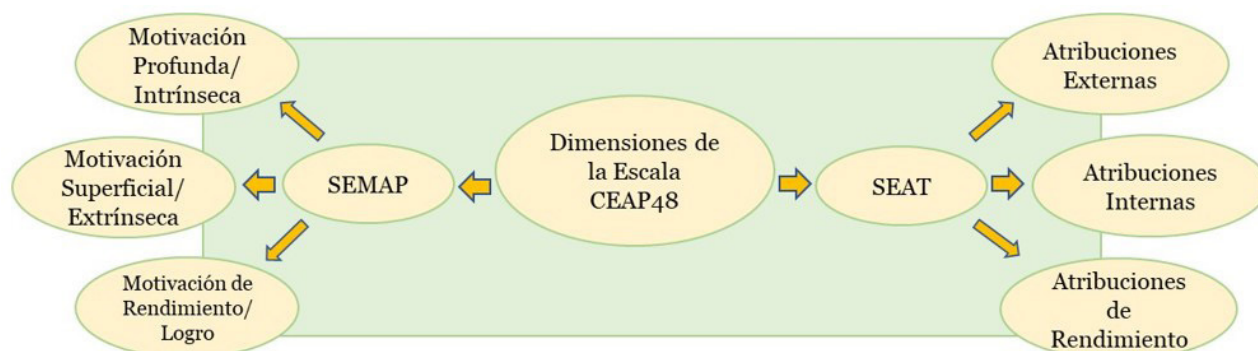 Motivación
Profunda/
Intrínseca
Motivación
Superficial/
Extrínseca
Motivación de
Rendimiento/
Logro
SEMAP
Dimensiones de
la Escala
CEAP48
SEAT
Atribuciones
Externas
Atribuciones
Internas
Atribuciones
de
Rendimiento